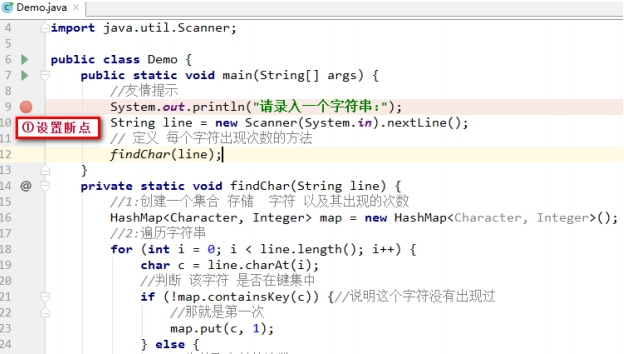 Demo.java ×
4 import java.util.Scanner;
5
6 public class Demo {
7 public static void main(String[] args) {
8 //友情提示
9 System.out.println("请录入一个字符串:");
10 String line = new Scanner(System.in).nextLine();
①设置断点
11 // 定义 每个字符出现次数的方法
12 findChar(line);
13 }
14 @ private static void findChar(String line) {
15 //1:创建一个集合 存储 字符 以及其出现的次数
16 HashMap<Character, Integer> map = new HashMap<Character, Integer>();
17 //2:遍历字符串
18 for (int i = 0; i < line.length(); i++) {
19 char c = line.charAt(i);
20 //判断 该字符 是否在键集中
21 if (!map.containsKey(c)) {//说明这个字符没有出现过
22 //那就是第一次
23 map.put(c, 1);
24 } else {